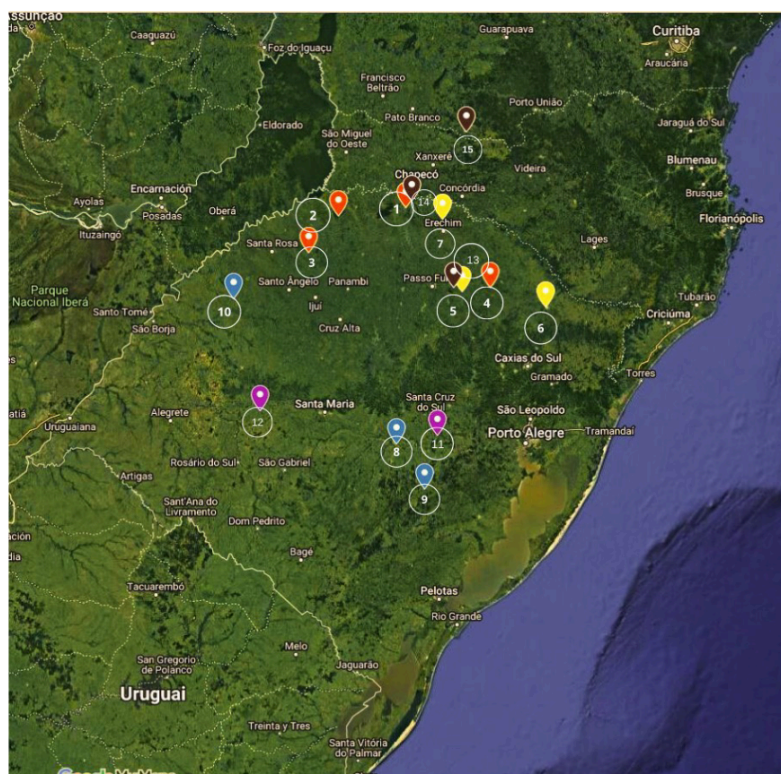 Assunção
Guarapuava
Curitiba
Caaguazú
Foz do Iguaçu
Araucária
Francisco
Beltrão
Porto União
Pato Branco
Jaraguá do Sul
Eldorado
São Miguel
do Oeste
15
Xanxerê
Blumenau
Chapecó
Videira
Encarnación
Concórdia
Brusque
Ayolas
14
Posadas
Oberá
2
1
Florianópolis
Erechim
Ituzaingó
7
Santa Rosa
Lages
3
13
Parque
Nacional Iberá
Santo Ângelo
Panambi
Passo Fu
4
Tubarão
Santo Tomé
10
Ijuí
5
Criciúma
São Borja
Cruz Alta
6
Caxias do Sul
Torres
Gramado
Santa Cruz
do Sul
Santa Maria
São Leopoldo
Alegrete
12
Uruguaiana
11
Porto Alegre
Tramandaí
8
Rosário do Sul
São Gabriel
Artigas
9
Sant'Ana do
Livramento
Dom Pedrito
Bagé
Tacuarembó
Pelotas
Rio Grande
Melo
San Gregorio
de Polanco
Jaguarão
Uruguai
Treinta y Tres
Santa Vitória
do Palmar